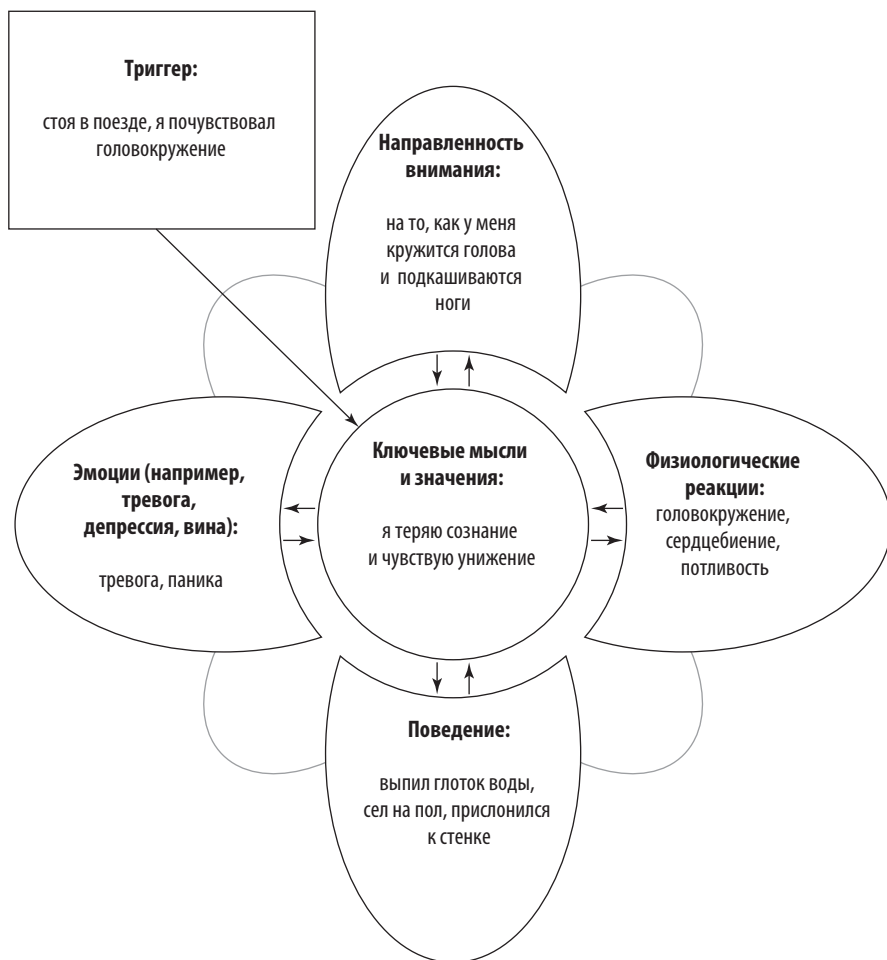 Триггер:
стоя в поезде, я почувствовал
головокружение
Направленность
внимания:
на то, как у меня
кружится голова
и подкашиваются
ноги
Эмоции (например,
тревога,
депрессия, вина):
тревога, паника
Ключевые мысли
и значения:
я теряю сознание
и чувствую унижение
Физиологические
реакции:
головокружение,
сердцебиение,
потливость
Поведение:
выпил глоток воды,
сел на пол, прислонился
к стенке